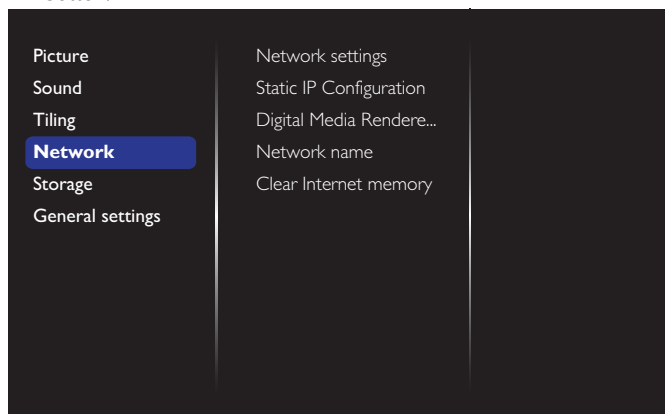 Picture
Sound
Tiling
Network
Storage
General settings
Network settings
Static IP Configuration
Digital Media Rendere...
Network name
Clear Internet memory